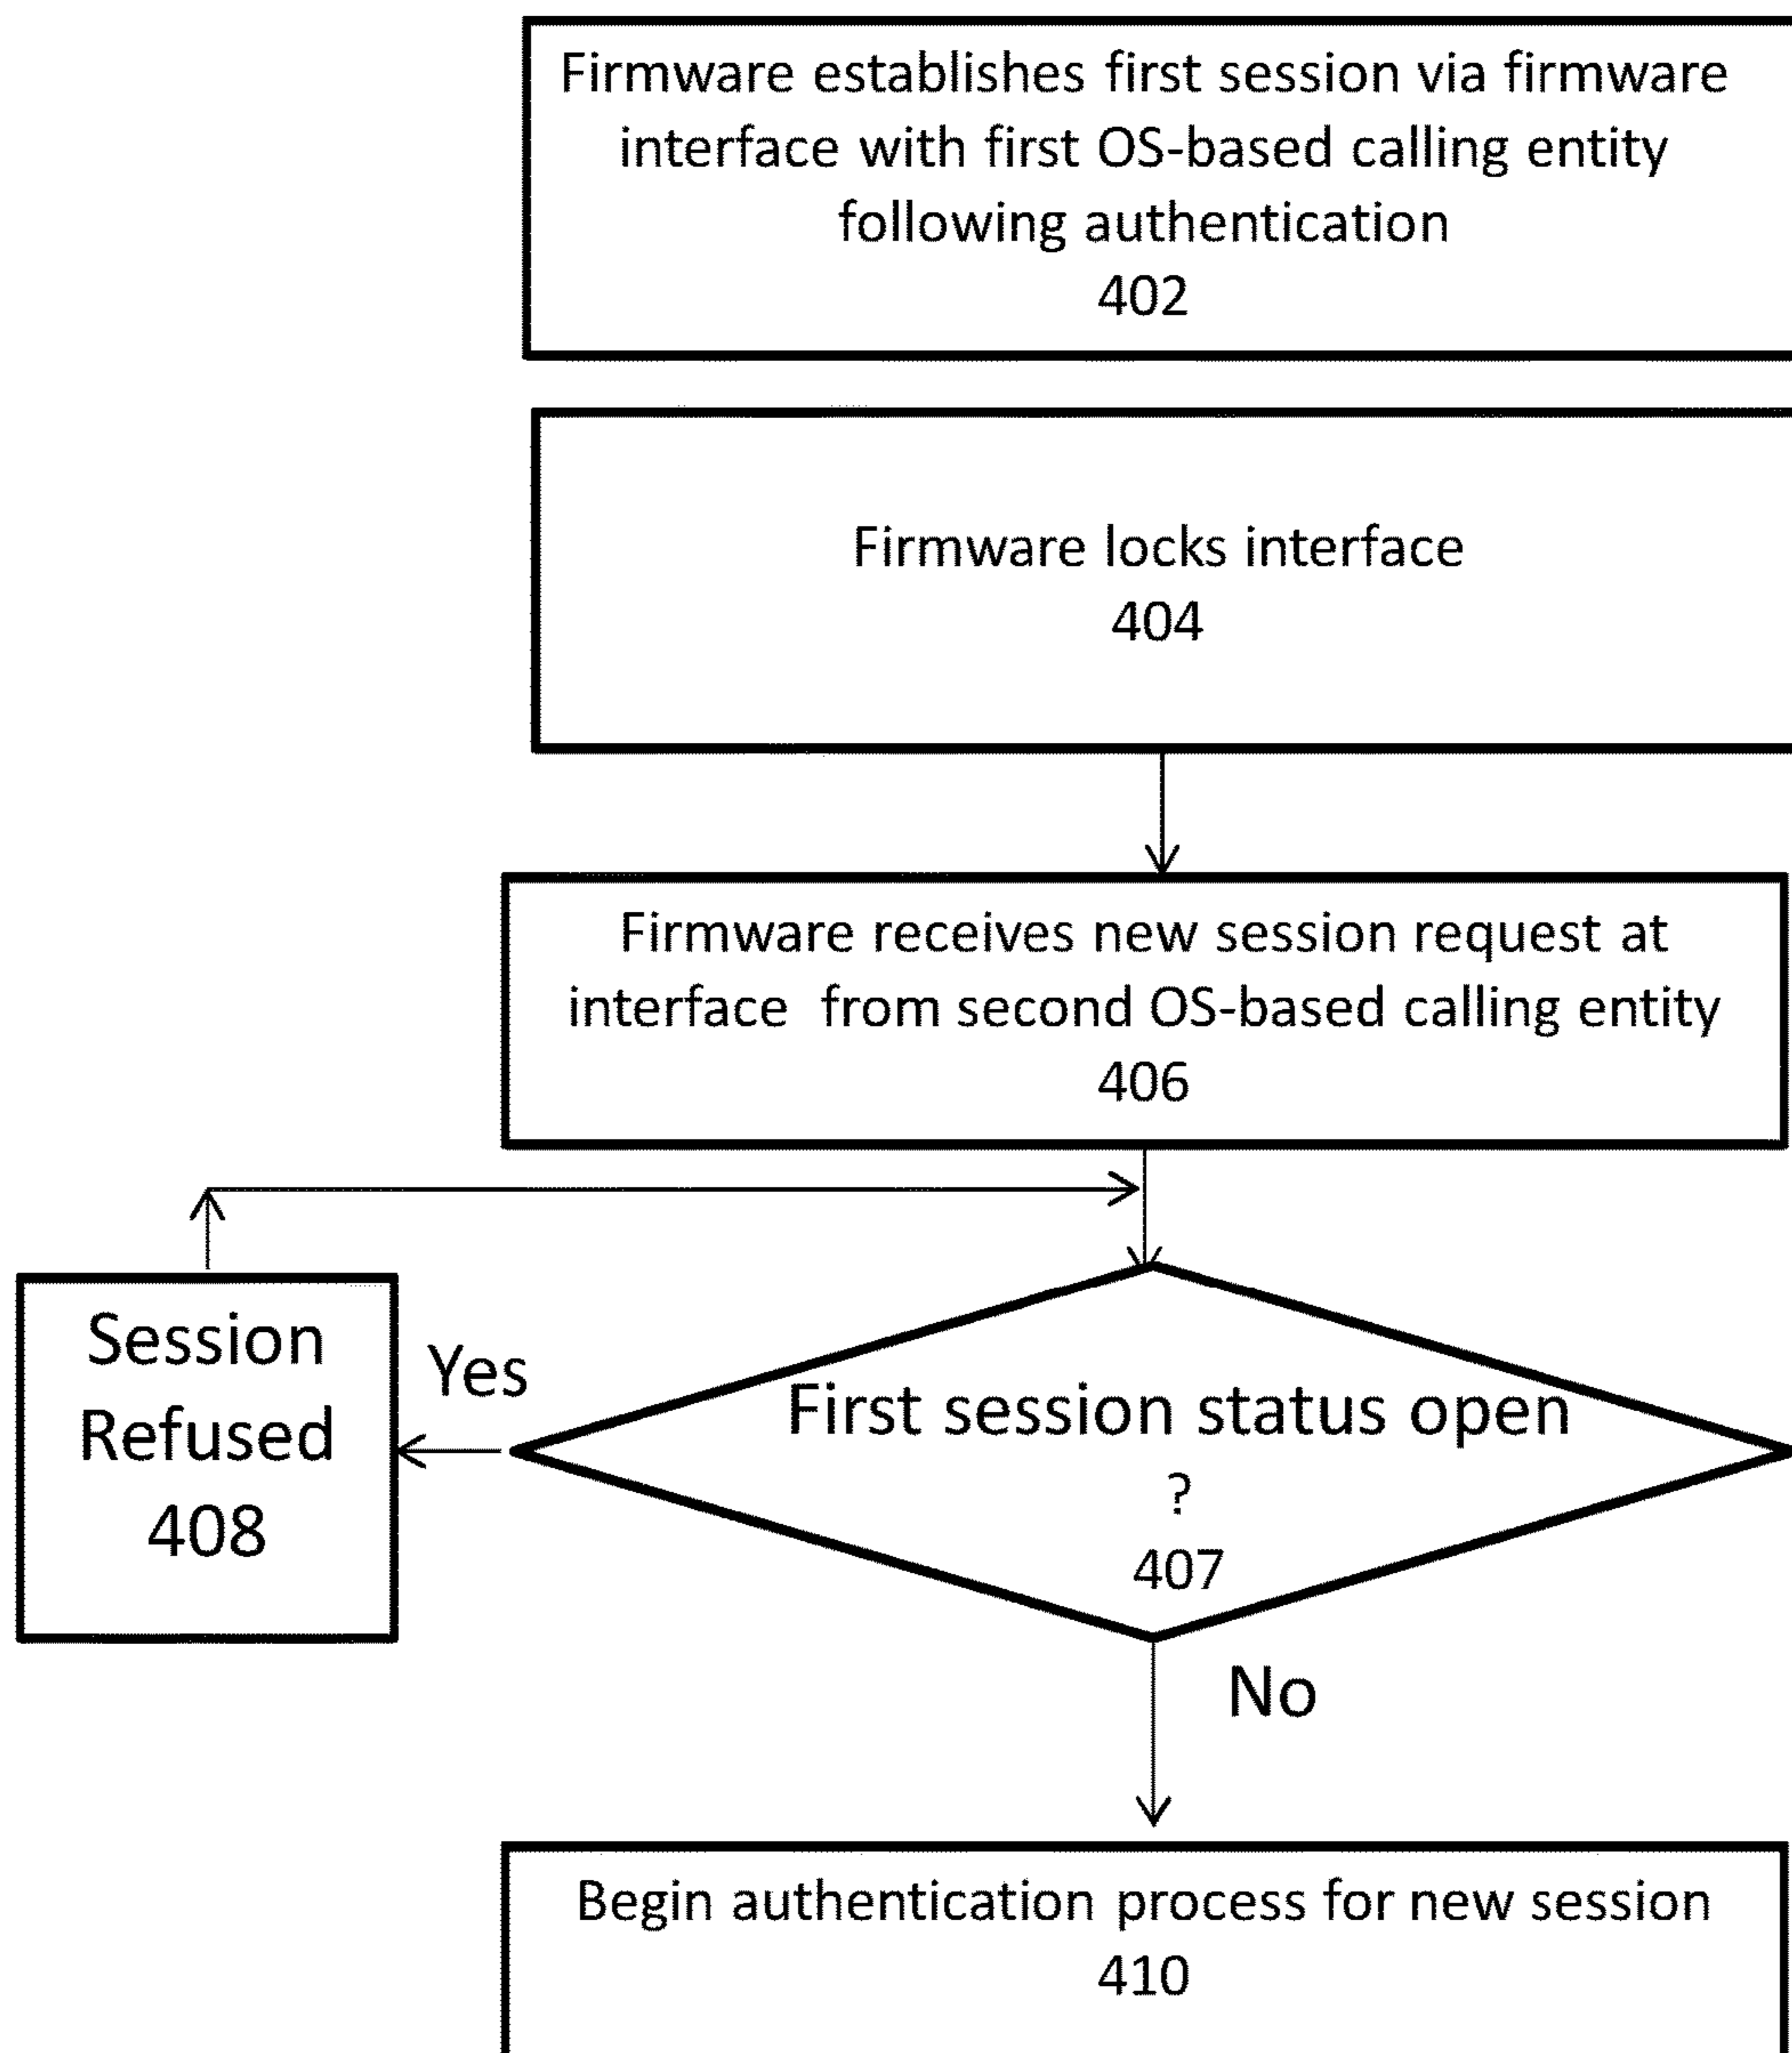 Firmware establishes first session via firmware
interface with first OS-based calling entity
following authentication
402
Firmware locks interface
404
Firmware receives new session request at
interface from second OS-based calling entity
406
Session
Refused
408
Yes
First session status open
?
407
No
Begin authentication process for new session
410